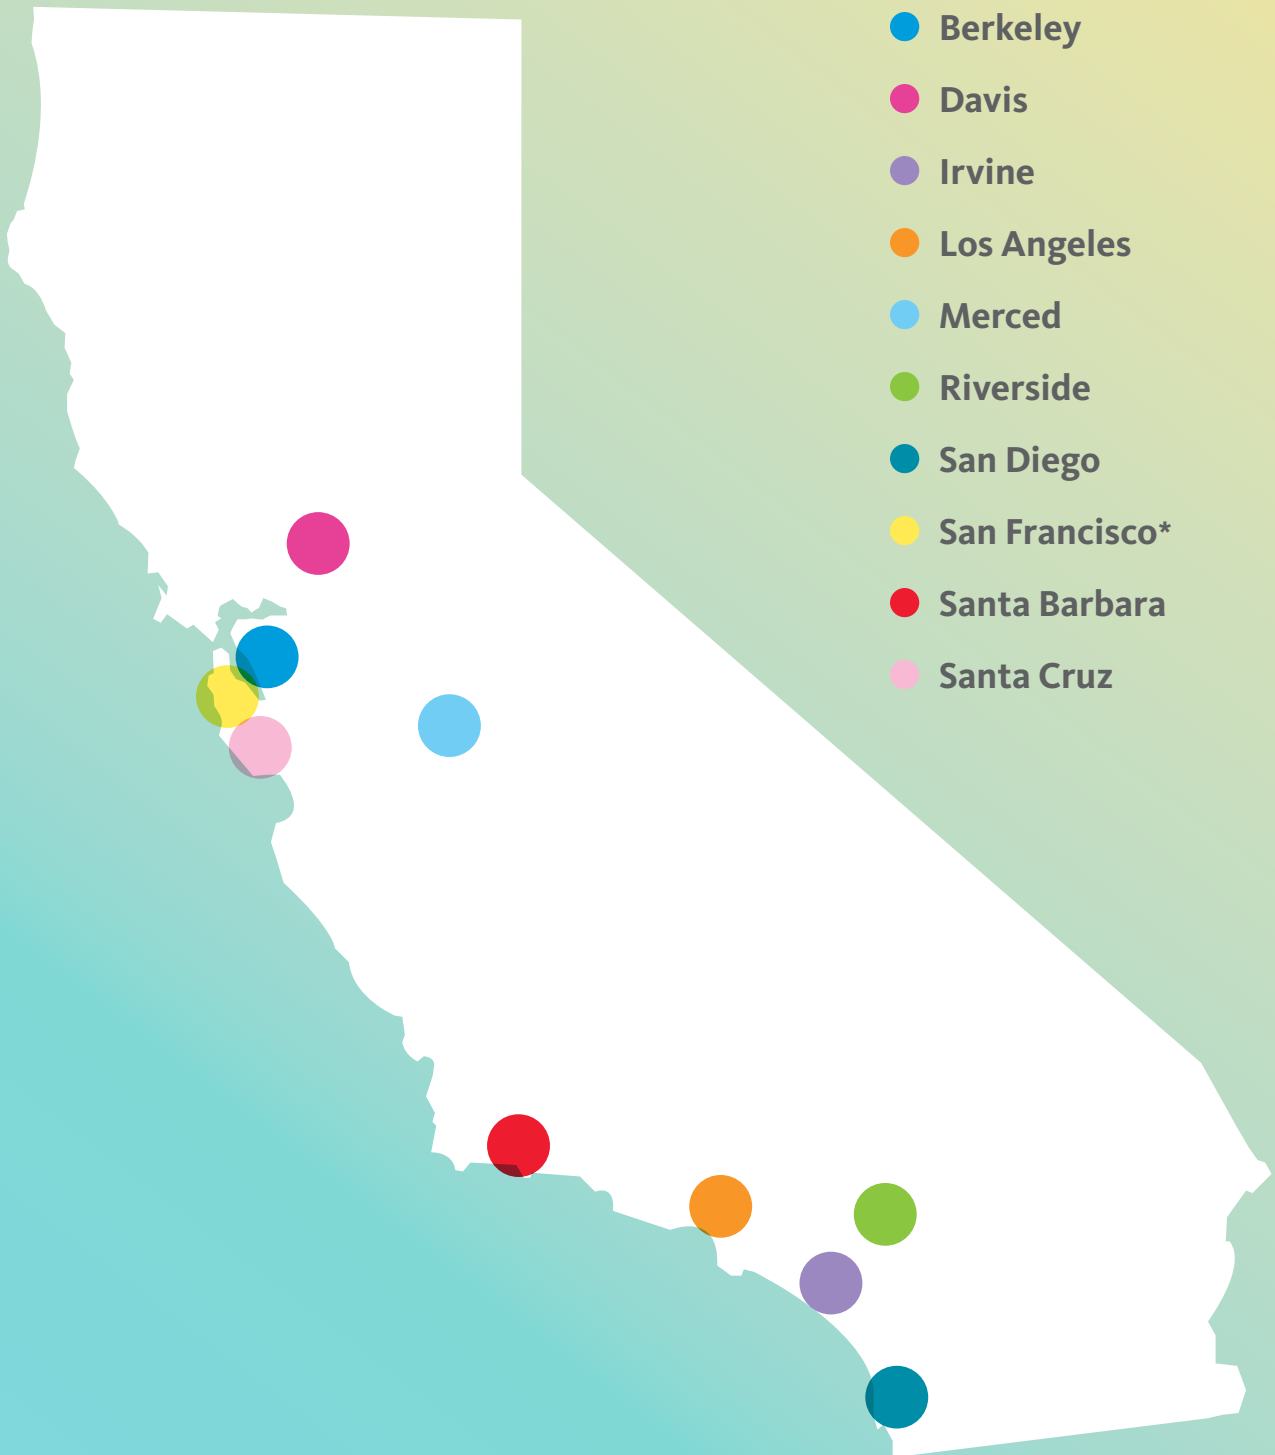 Berkeley
Davis
Irvine
Los Angeles
Merced
Riverside
San Diego
San Francisco*
Santa Barbara
Santa Cruz